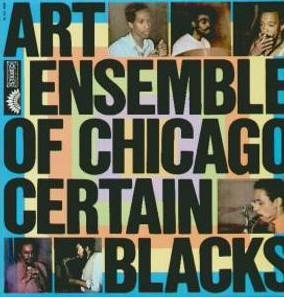 ART
ENSEMBLE
OF CHICAGO
CERTAIN
BLACKS